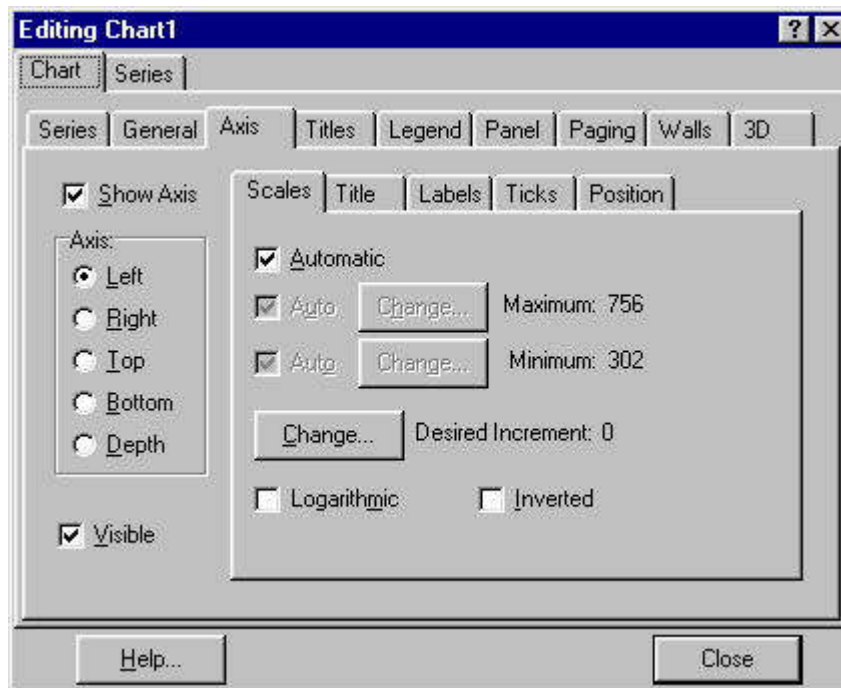 Editing Chart1
Chart Series
Series General Axis Titles Legend Panel Paging Walls 3D
Show Axis
Axis:
Left
Right
Top
Bottom
Depth
Visible
Scales Title Labels Ticks Position
Automatic
Auto Change... Maximum: 756
Auto Change... Minimum: 302
Change... Desired Increment: 0
Logarithmic Inverted
Help... Close